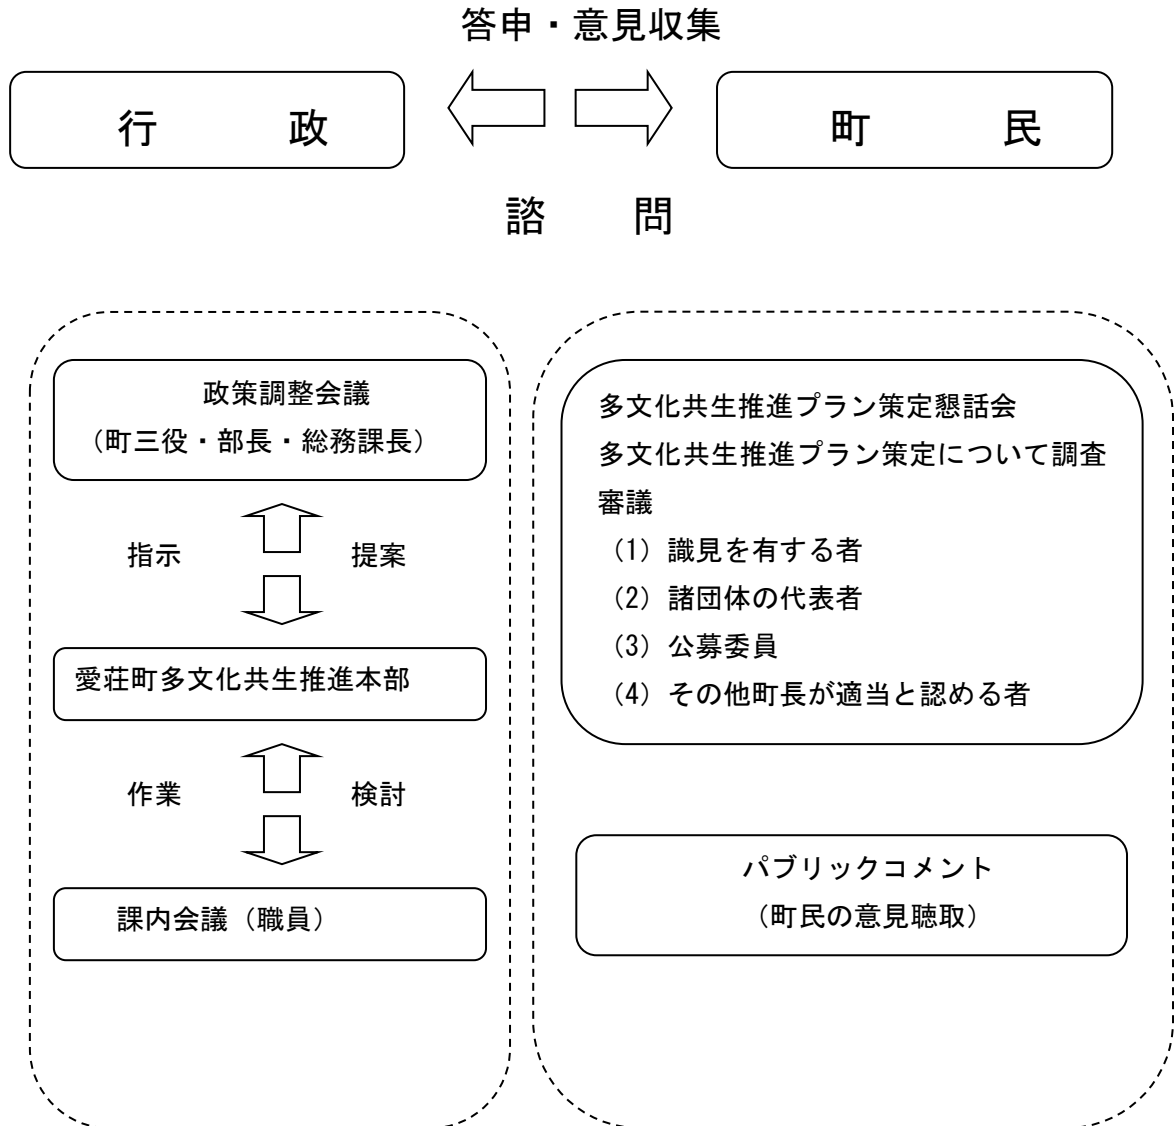 答申・意見収集
行　　　政
町　　　民
諮　　問
政策調整会議
（町三役・部長・総務課長）
指示
提案
愛荘町多文化共生推進本部
作業
検討
課内会議（職員）
多文化共生推進プラン策定懇話会
多文化共生推進プラン策定について調査
審議
（1）識見を有する者
（2）諸団体の代表者
（3）公募委員
（4）その他町長が適当と認める者
パブリックコメント
（町民の意見聴取）